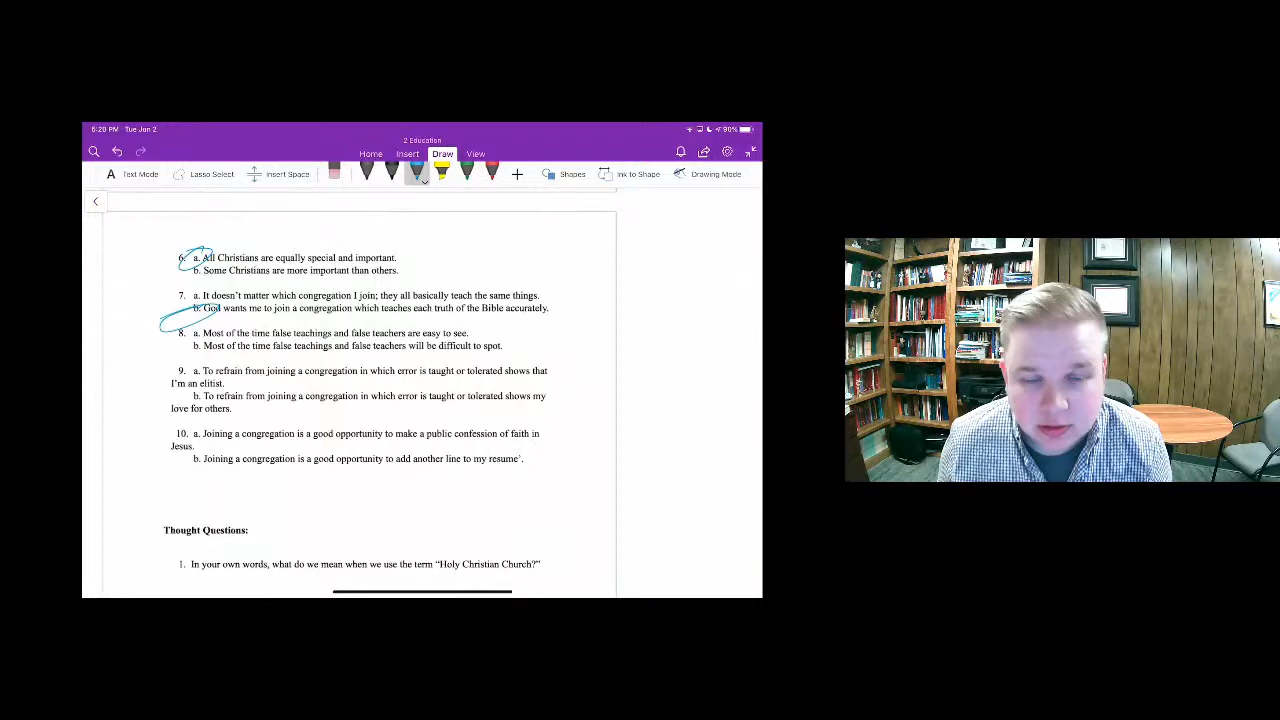 5:20 PM Tue Jun 2
90%
2 Education
Home Insert Draw View
Text Mode Lasso Select Insert Space Shapes Ink to Shape Drawing Mode
6. a. All Christians are equally special and important.
b. Some Christians are more important than others.
7. a. It doesn't matter which congregation I join; they all basically teach the same things.
b. God wants me to join a congregation which teaches each truth of the Bible accurately.
8. a. Most of the time false teachings and false teachers are easy to see.
b. Most of the time false teachings and false teachers will be difficult to spot.
9. a. To refrain from joining a congregation in which error is taught or tolerated shows that
I'm an elitist.
b. To refrain from joining a congregation in which error is taught or tolerated shows my
love for others.
10. a. Joining a congregation is a good opportunity to make a public confession of faith in
Jesus.
b. Joining a congregation is a good opportunity to add another line to my resume'.
Thought Questions:
1. In your own words, what do we mean when we use the term “Holy Christian Church?”